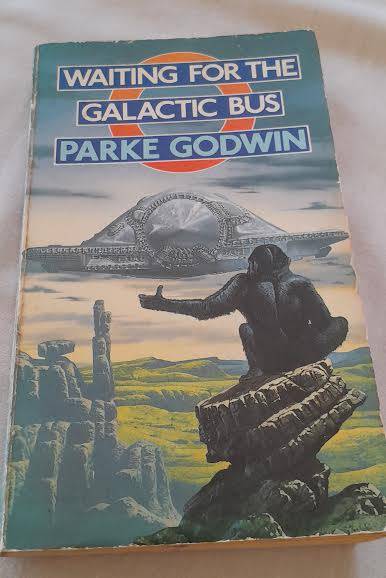 WAITING FOR THE
GALACTIC BUS
PARKE GODWIN